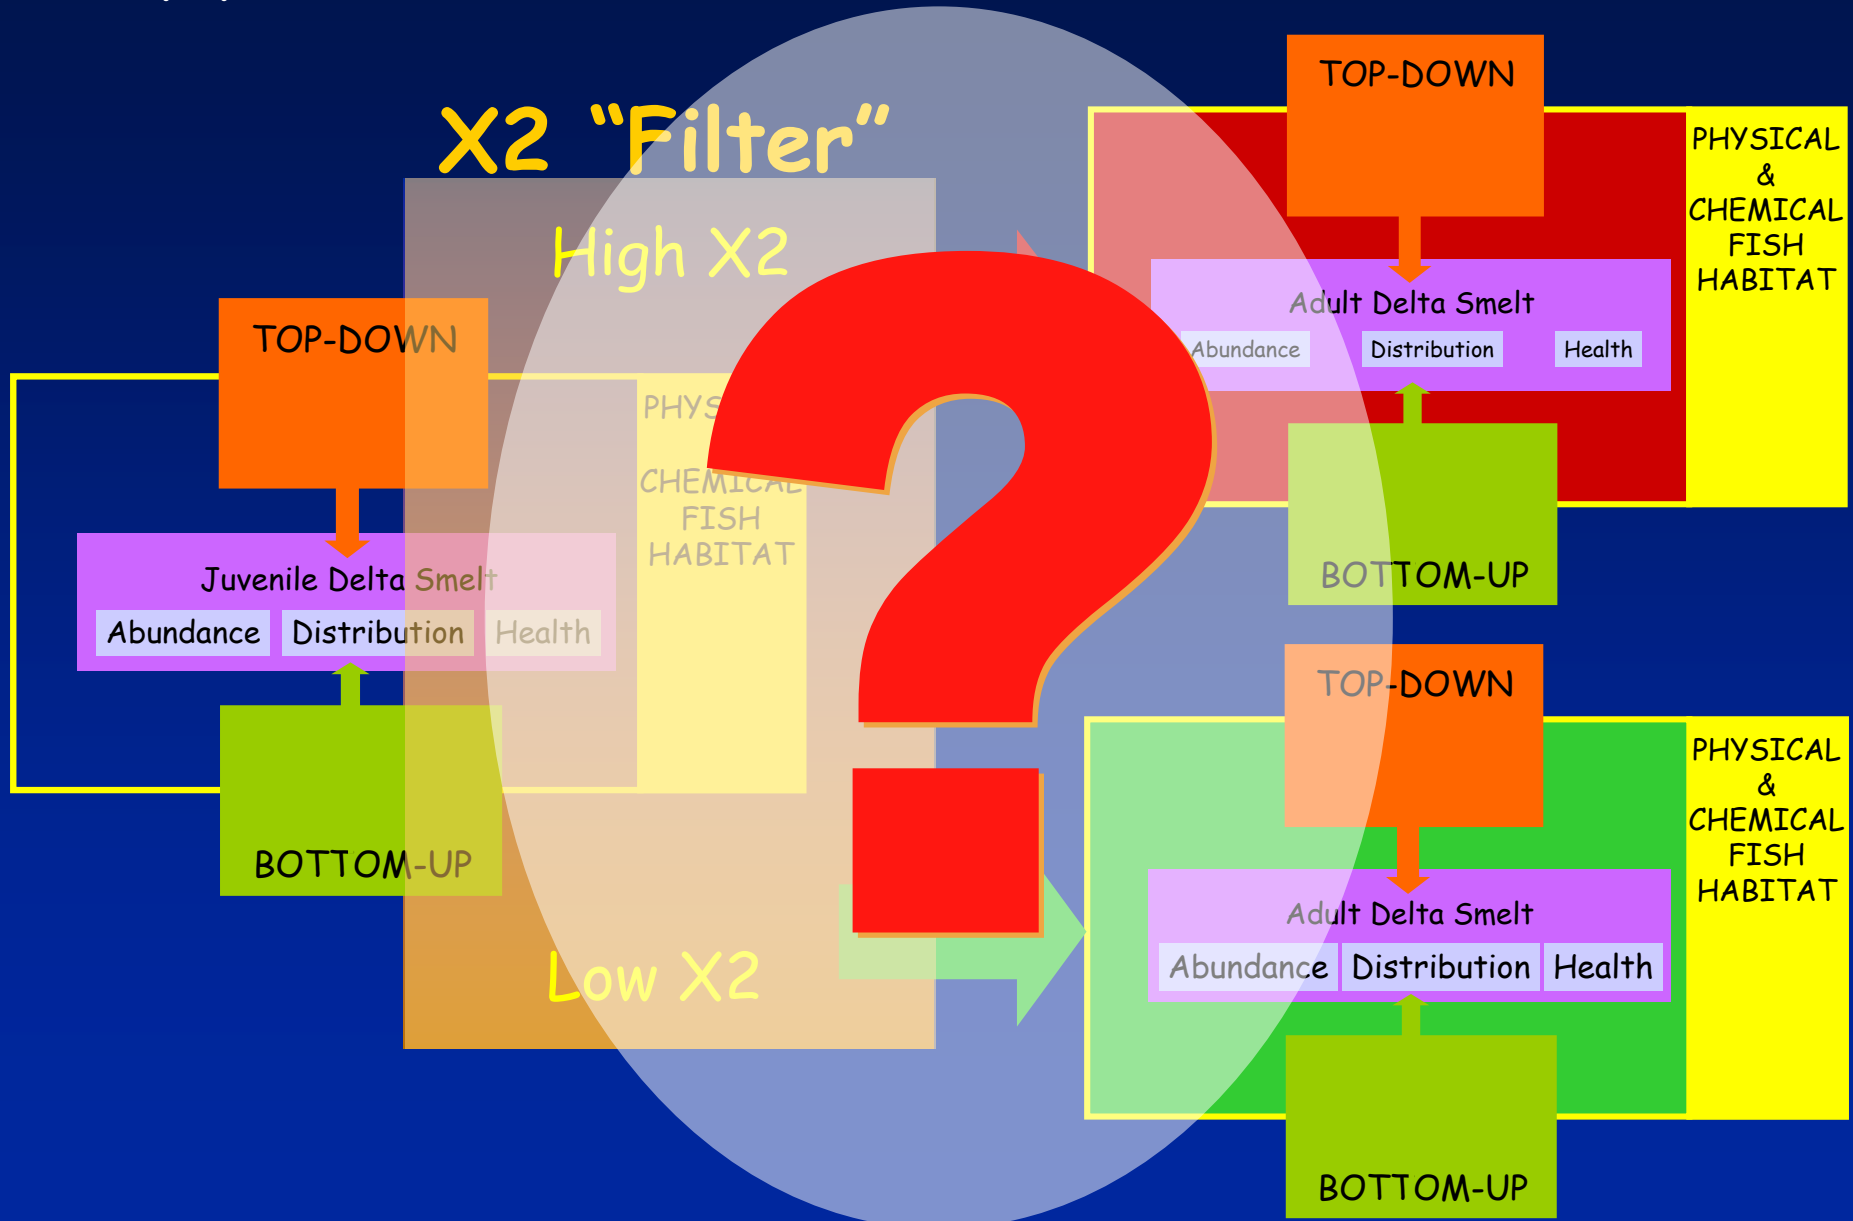 X2 “Filter”
High X2
Low X2
TOP-DOWN
Juvenile Delta Smelt
Abundance Distribution Health
BOTTOM-UP
CHEMICAL
FISH
HABITAT
TOP-DOWN
Adult Delta Smelt
Abundance Distribution Health
BOTTOM-UP
PHYSICAL
&
CHEMICAL
FISH
HABITAT
?
TOP-DOWN
Adult Delta Smelt
Abundance Distribution Health
BOTTOM-UP
PHYSICAL
&
CHEMICAL
FISH
HABITAT